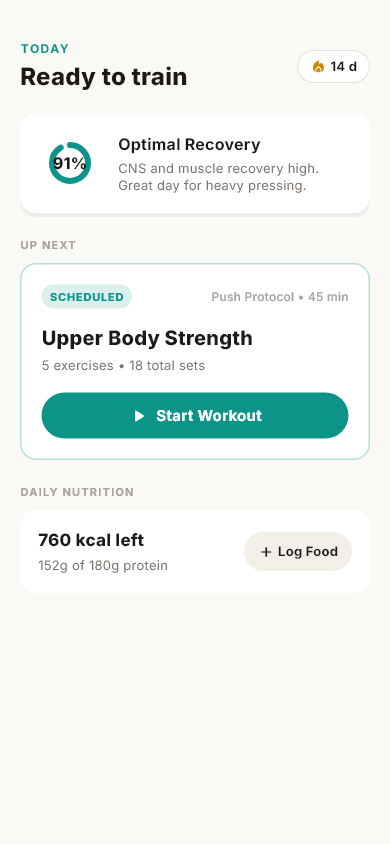 TODAY
Ready to train
14 d
91%
Optimal Recovery
CNS and muscle recovery high.
Great day for heavy pressing.
UP NEXT
SCHEDULED
Push Protocol • 45 min
Upper Body Strength
5 exercises • 18 total sets
Start Workout
DAILY NUTRITION
760 kcal left
152g of 180g protein
+ Log Food